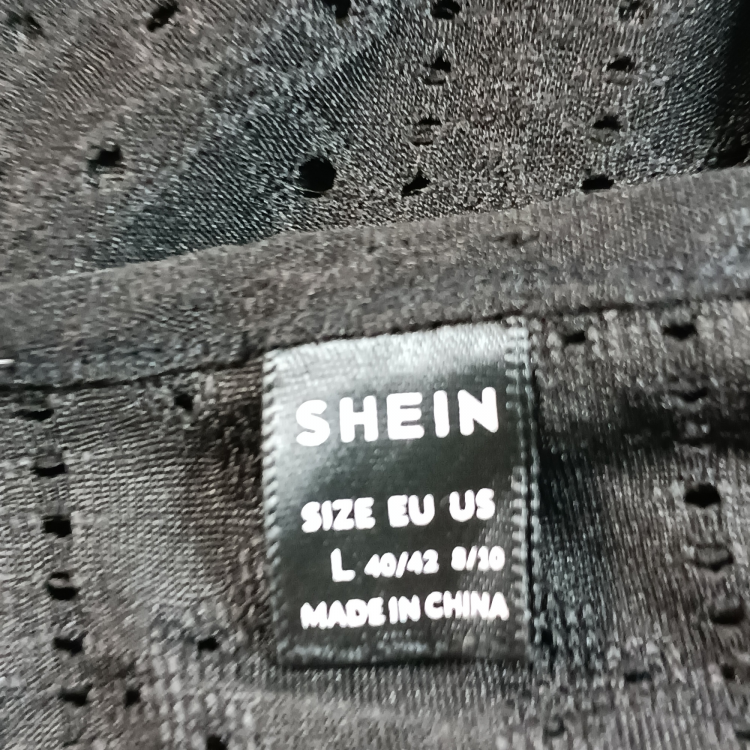 SHEIN
SIZE EU US
L 40/42 8/10
MADE IN CHINA